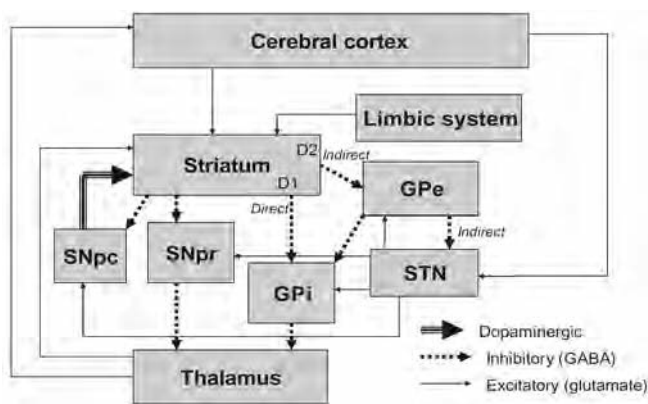 Cerebral cortex
Limbic system
Striatum
D2
Indirect
D1
Direct
GPe
Indirect
SNpc
SNpr
GPi
STN
Thalamus
Dopaminergic
Inhibitory (GABA)
Excitatory (glutamate)